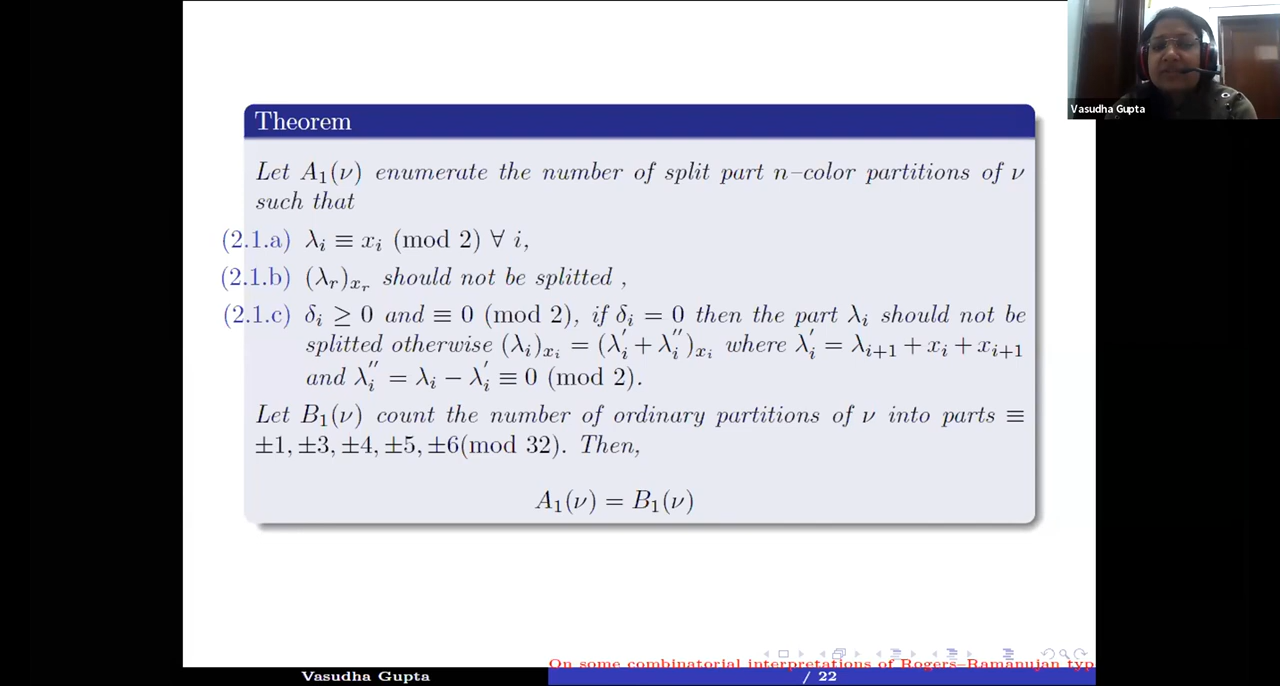 Vasudha Gupta
Theorem
Let A₁(ν) enumerate the number of split part n–color partitions of ν
such that
(2.1.a) λᵢ ≡ xᵢ (mod 2) ∀ i,
(2.1.b) (λᵣ)ₓᵣ should not be splitted ,
(2.1.c) δᵢ ≥ 0 and ≡ 0 (mod 2), if δᵢ = 0 then the part λᵢ should not be
splitted otherwise (λᵢ)ₓᵢ = (λᵢ′ + λᵢ″)ₓᵢ where λᵢ′ = λᵢ₊₁ + xᵢ + xᵢ₊₁
and λᵢ″ = λᵢ − λᵢ′ ≡ 0 (mod 2).
Let B₁(ν) count the number of ordinary partitions of ν into parts ≡
±1, ±3, ±4, ±5, ±6(mod 32). Then,
A₁(ν) = B₁(ν)
On some combinatorial interpretations of Rogers–Ramanujan typ
Vasudha Gupta
/ 22